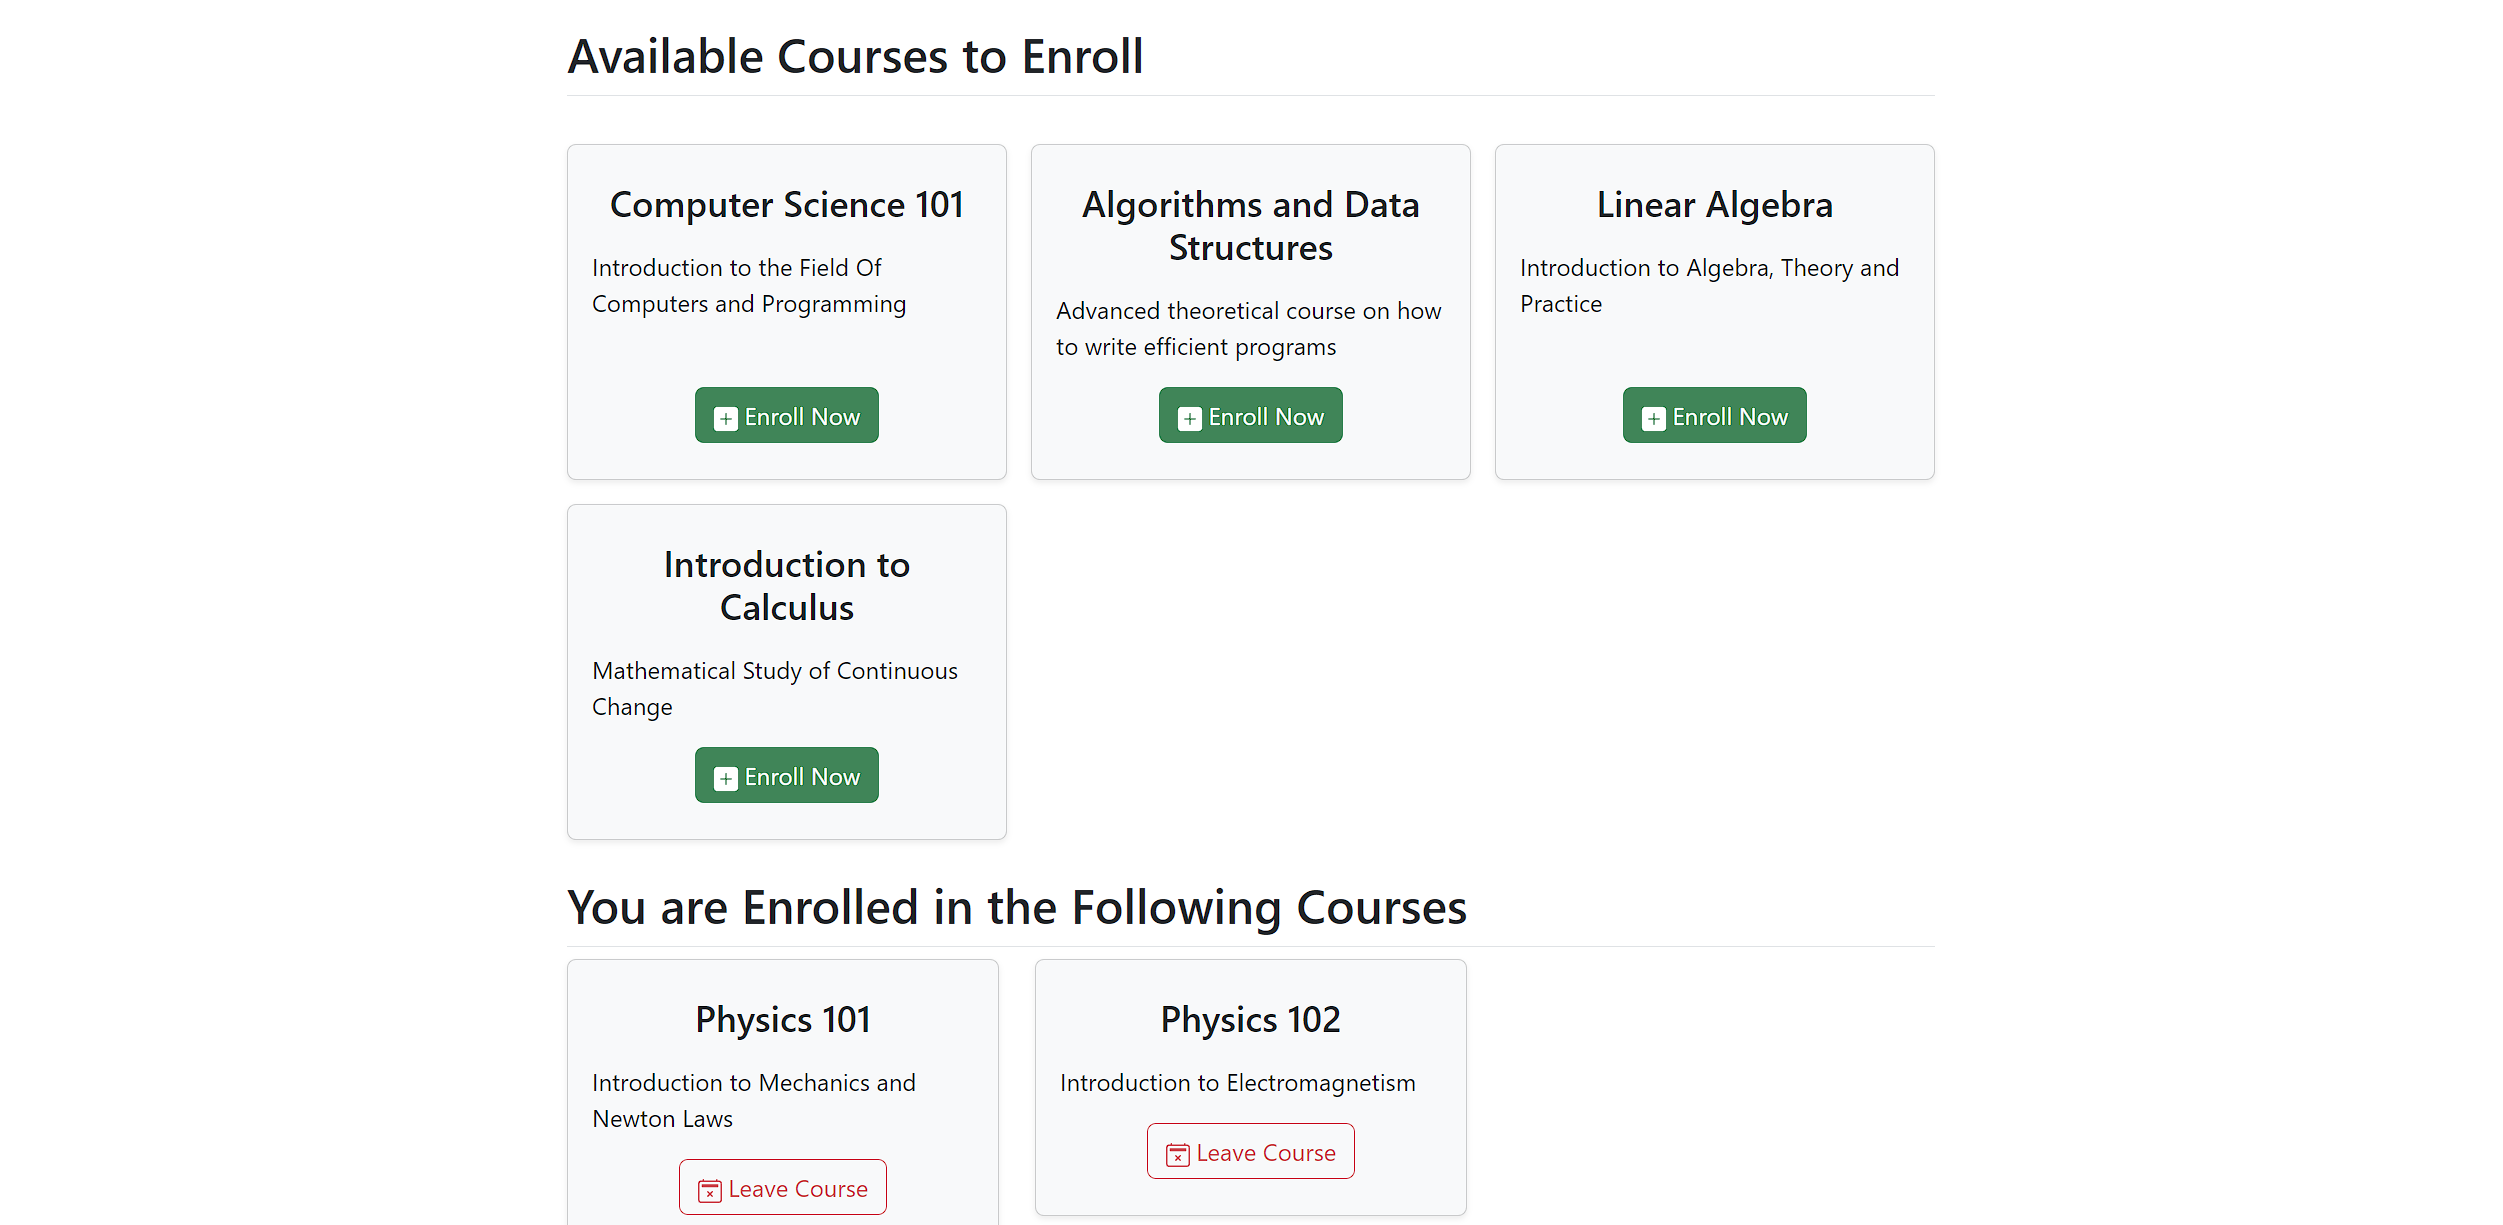 Available Courses to Enroll
Computer Science 101
Introduction to the Field Of
Computers and Programming
Enroll Now
Algorithms and Data
Structures
Advanced theoretical course on how
to write efficient programs
Enroll Now
Linear Algebra
Introduction to Algebra, Theory and
Practice
Enroll Now
Introduction to
Calculus
Mathematical Study of Continuous
Change
Enroll Now
You are Enrolled in the Following Courses
Physics 101
Introduction to Mechanics and
Newton Laws
Leave Course
Physics 102
Introduction to Electromagnetism
Leave Course